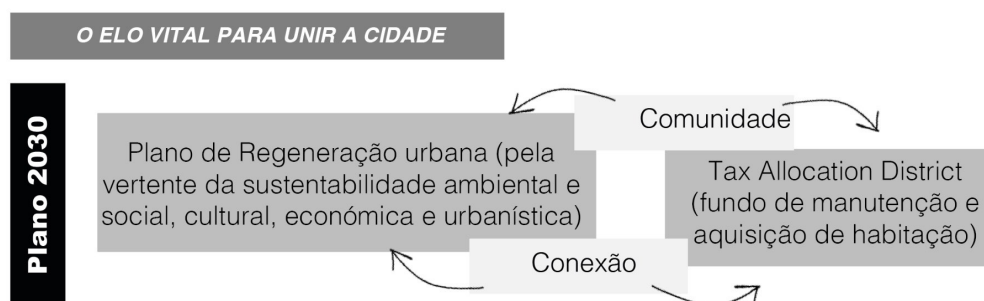 O ELO VITAL PARA UNIR A CIDADE
Plano 2030
Comunidade
Plano de Regeneração urbana (pela
vertente da sustentabilidade ambiental e
social, cultural, económica e urbanística)
Tax Allocation District
(fundo de manutenção e
aquisição de habitação)
Conexão